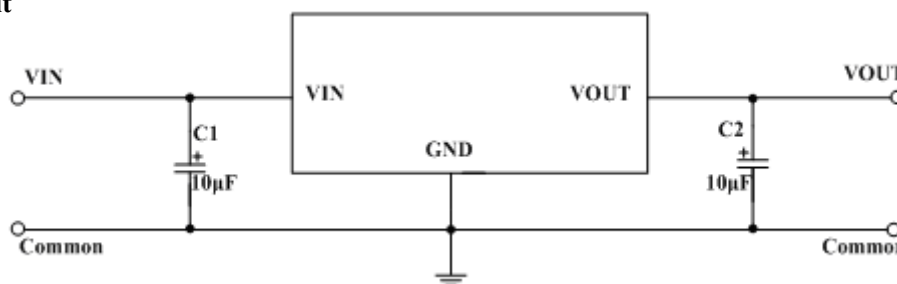 VIN
VOUT
VIN
VOUT
C1
C2
+
+
GND
10μF
10μF
Common
Common